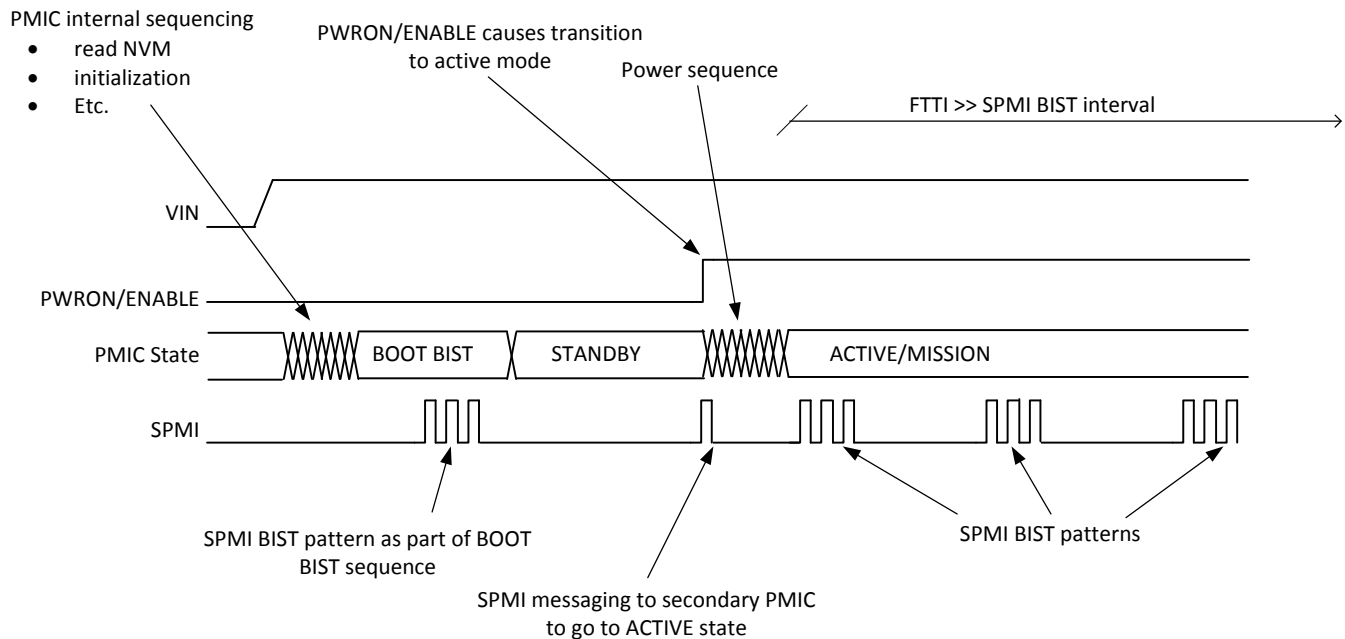 PMIC internal sequencing
• read NVM
• initialization
• Etc.
PWRON/ENABLE causes transition
to active mode
Power sequence
FTTI >> SPMI BIST interval
VIN
PWRON/ENABLE
PMIC State
BOOT BIST
STANDBY
ACTIVE/MISSION
SPMI
SPMI BIST pattern as part of BOOT
BIST sequence
SPMI BIST patterns
SPMI messaging to secondary PMIC
to go to ACTIVE state